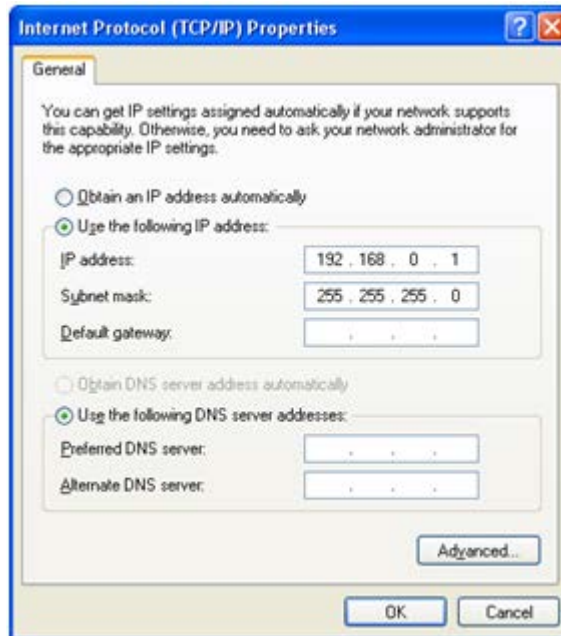 Internet Protocol (TCP/IP) Properties
General
You can get IP settings assigned automatically if your network supports
this capability. Otherwise, you need to ask your network administrator for
the appropriate IP settings.
Obtain an IP address automatically
Use the following IP address:
IP address: 192 . 168 . 0 . 1
Subnet mask: 255 . 255 . 255 . 0
Default gateway: . . .
Obtain DNS server address automatically
Use the following DNS server addresses:
Preferred DNS server: . . .
Alternate DNS server: . . .
Advanced...
OK Cancel